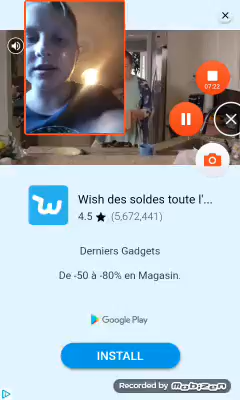 07:22
Wish des soldes toute l'...
4.5 ★ (5,672,441)
Derniers Gadgets
De -50 à -80% en Magasin.
Google Play
INSTALL
Recorded by MOBIZEN